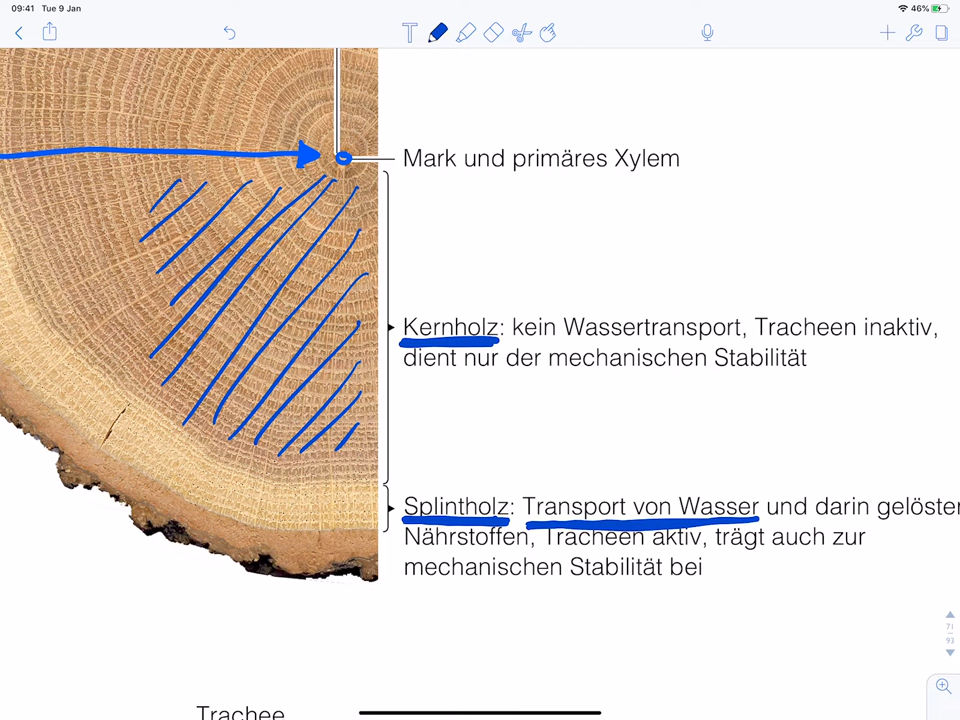 09:41 Tue 9 Jan
46%
T
Mark und primäres Xylem
Kernholz: kein Wassertransport, Tracheen inaktiv,
dient nur der mechanischen Stabilität
Splintholz: Transport von Wasser und darin gelöster
Nährstoffen, Tracheen aktiv, trägt auch zur
mechanischen Stabilität bei
71
93
Trachee